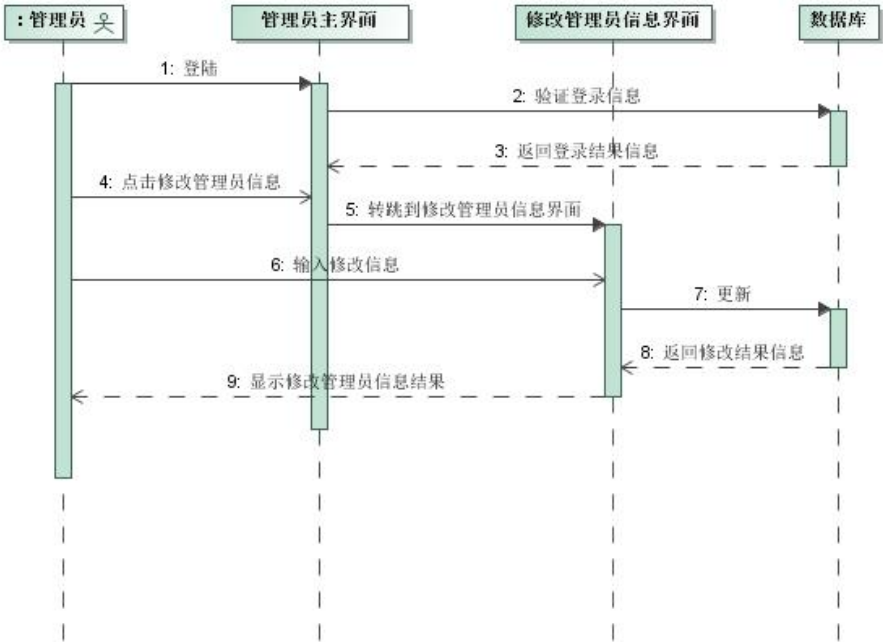 : 管理员
管理员主界面
修改管理员信息界面
数据库
1: 登陆
2: 验证登录信息
3: 返回登录结果信息
4: 点击修改管理员信息
5: 转跳到修改管理员信息界面
6: 输入修改信息
7: 更新
8: 返回修改结果信息
9: 显示修改管理员信息结果